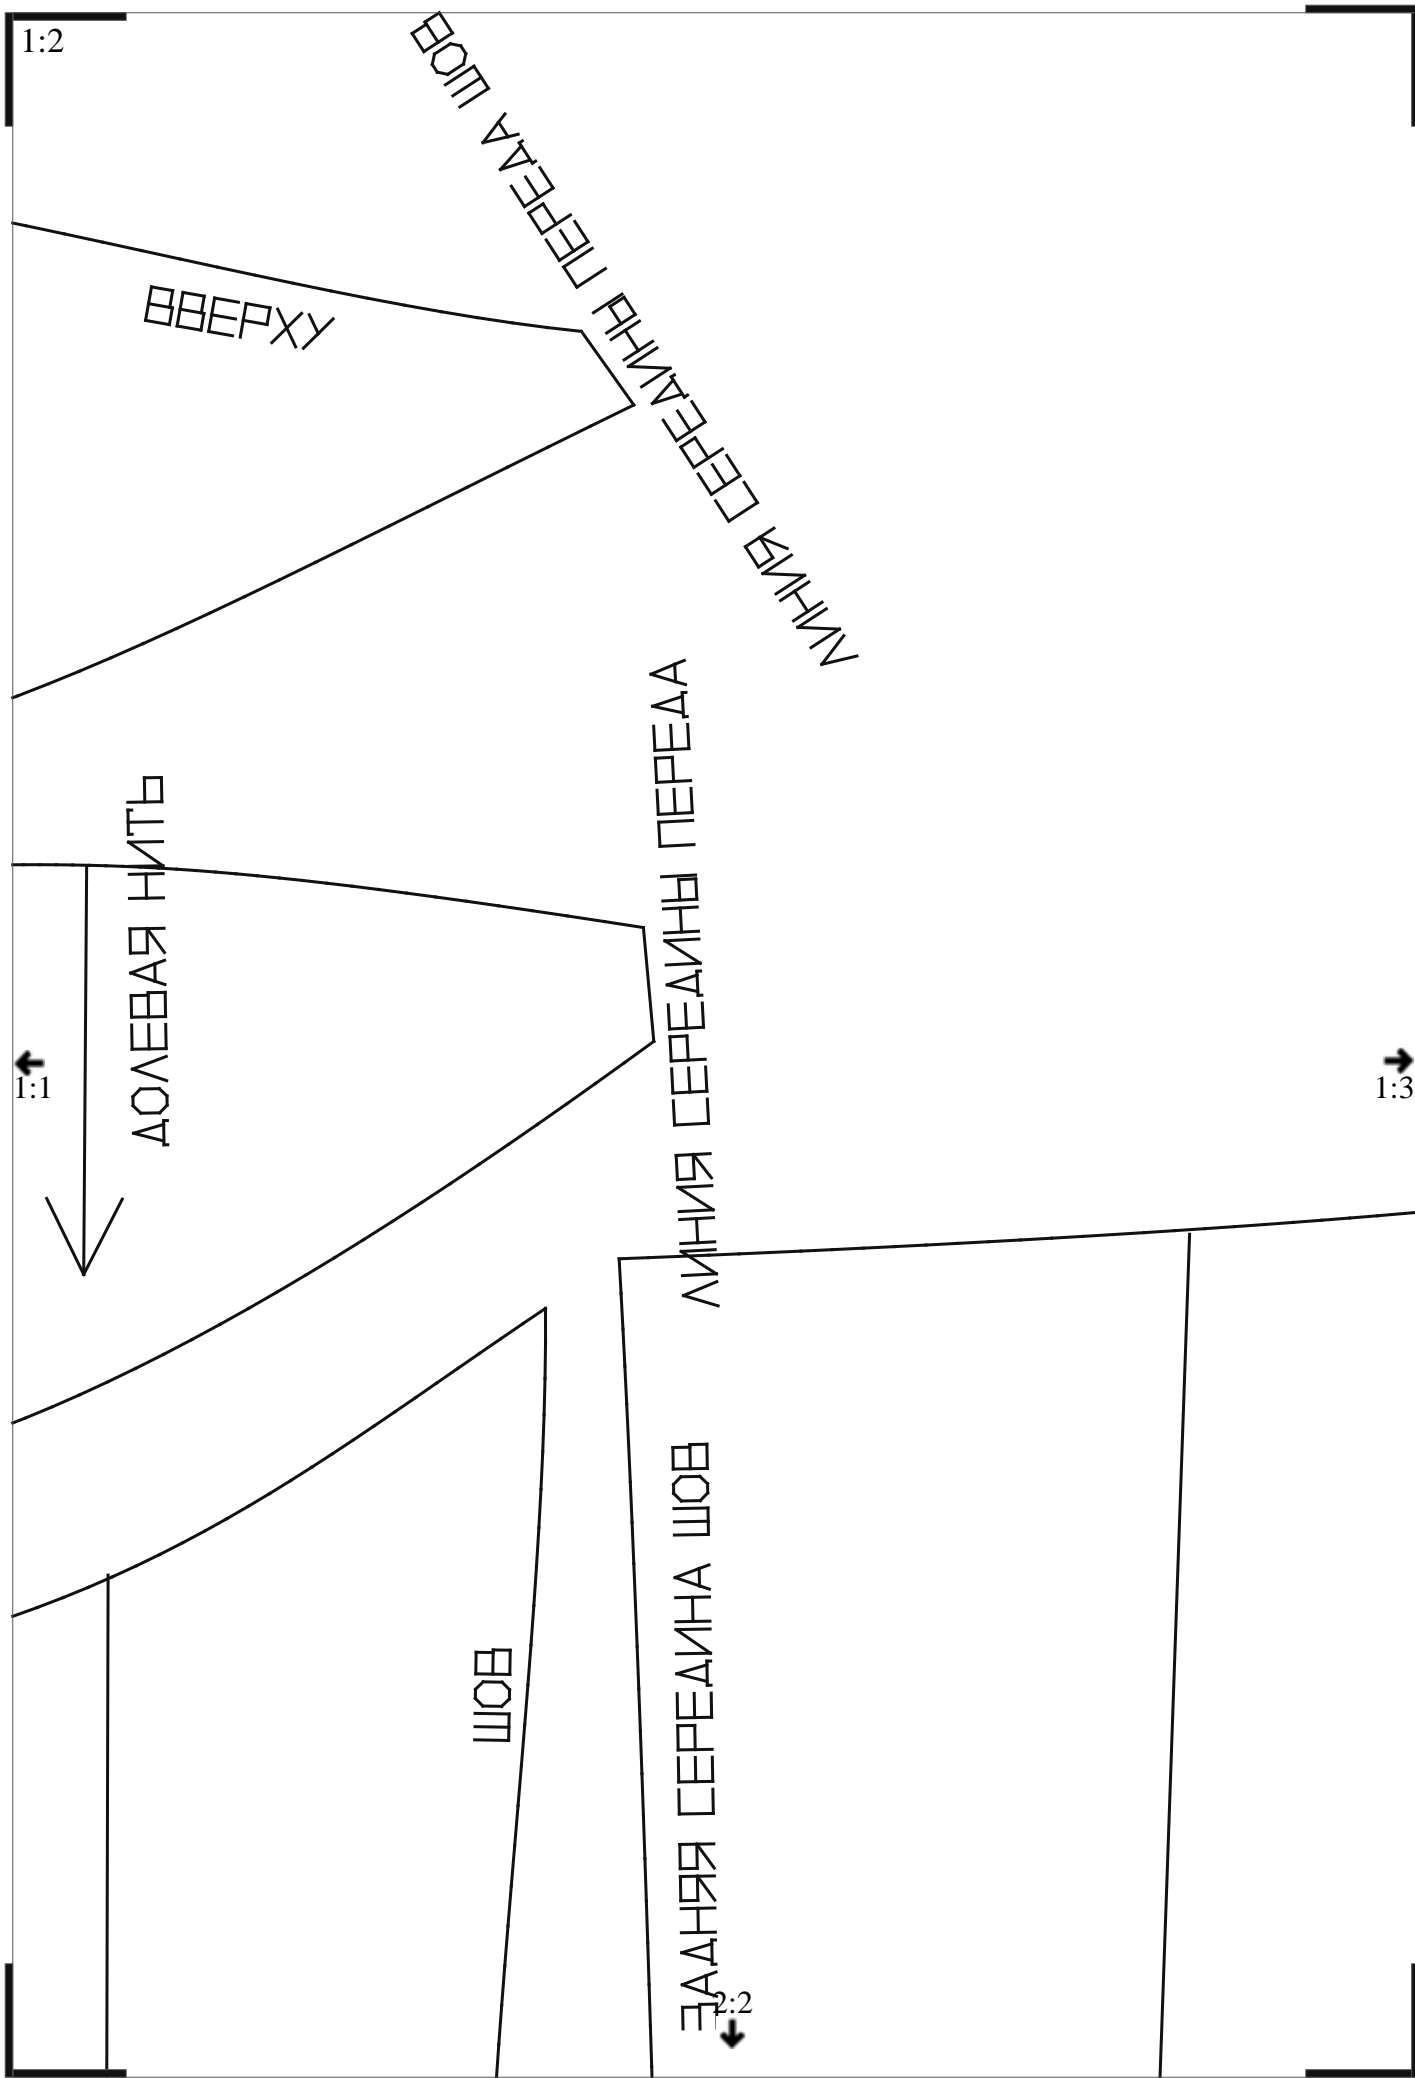 1:2
ЛИНИЯ СЕРЕДИНЫ ПЕРЕДА ШОВ
ВВЕРХУ
ЛИНИЯ СЕРЕДИНЫ ПЕРЕДА
ДОЛЕВАЯ НИТЬ
1:1
1:3
ЗАДНЯЯ СЕРЕДИНА ШОВ
ШОВ
2:2